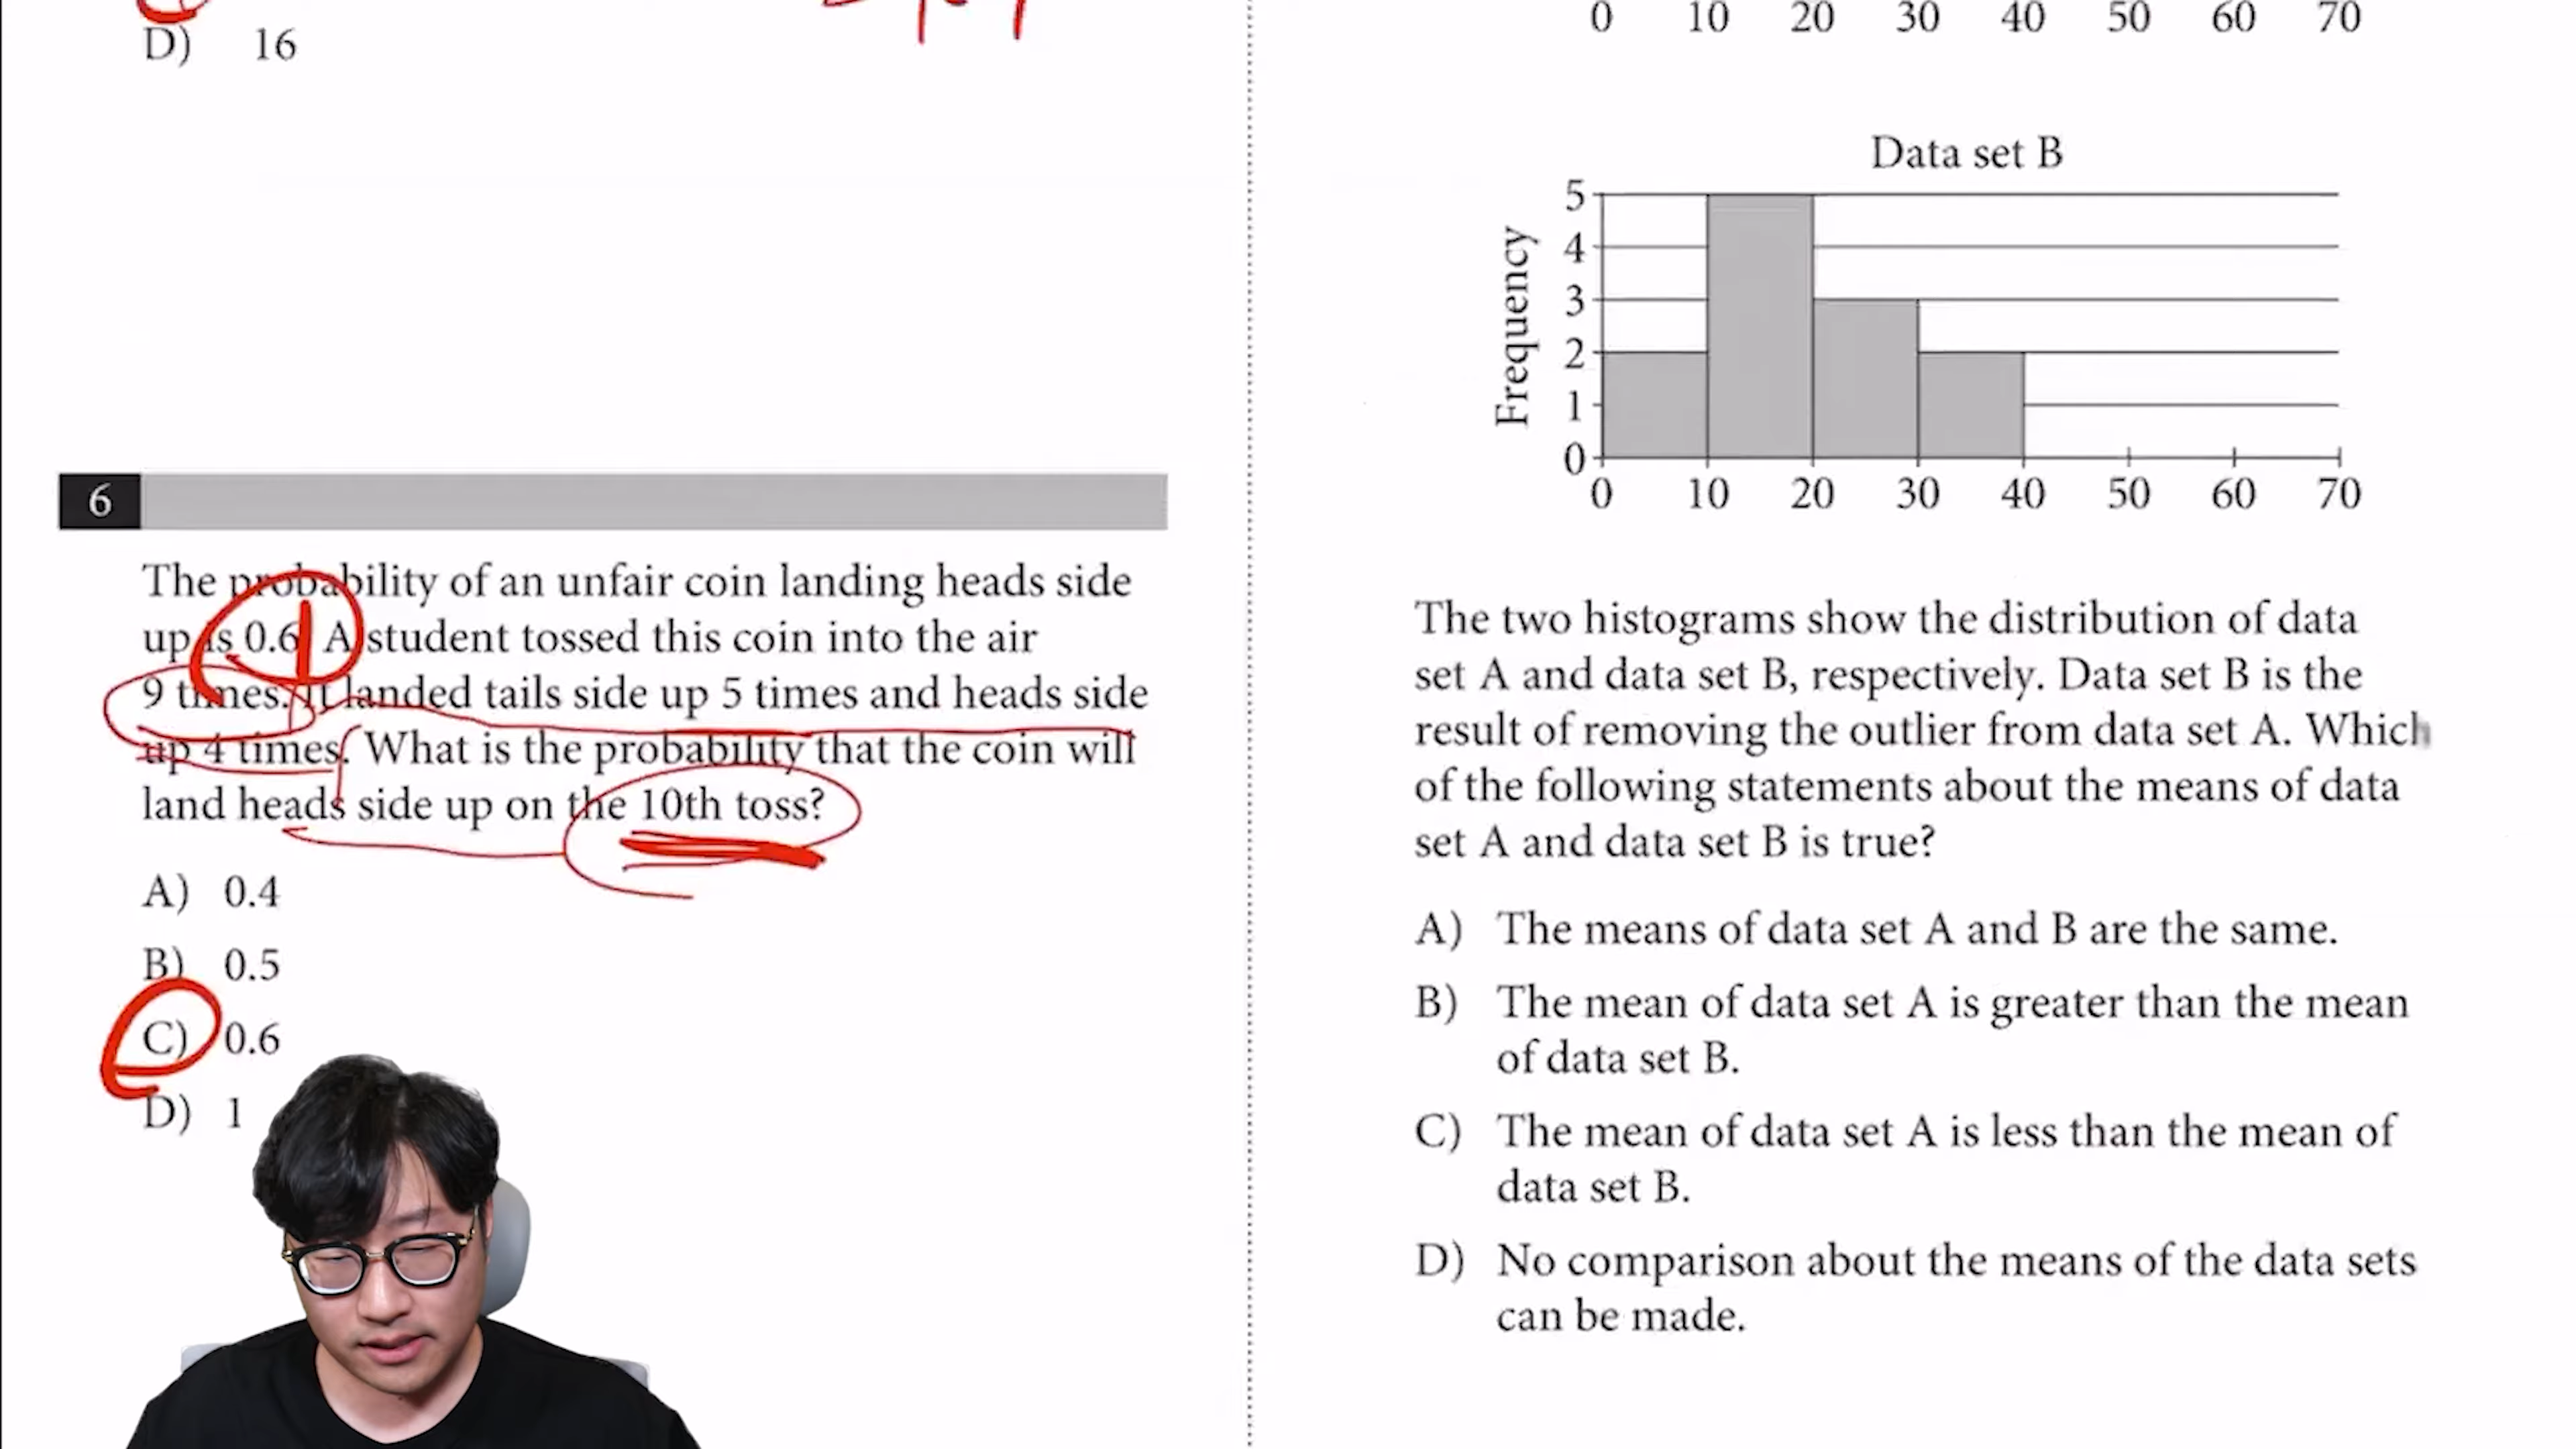 D) 16
6
The probability of an unfair coin landing heads side
up is 0.6. A student tossed this coin into the air
9 times. It landed tails side up 5 times and heads side
up 4 times. What is the probability that the coin will
land heads side up on the 10th toss?
A) 0.4
B) 0.5
C) 0.6
D) 1
0 10 20 30 40 50 60 70
Data set B
Frequency
5
4
3
2
1
0
0 10 20 30 40 50 60 70
The two histograms show the distribution of data
set A and data set B, respectively. Data set B is the
result of removing the outlier from data set A. Which
of the following statements about the means of data
set A and data set B is true?
A) The means of data set A and B are the same.
B) The mean of data set A is greater than the mean
of data set B.
C) The mean of data set A is less than the mean of
data set B.
D) No comparison about the means of the data sets
can be made.